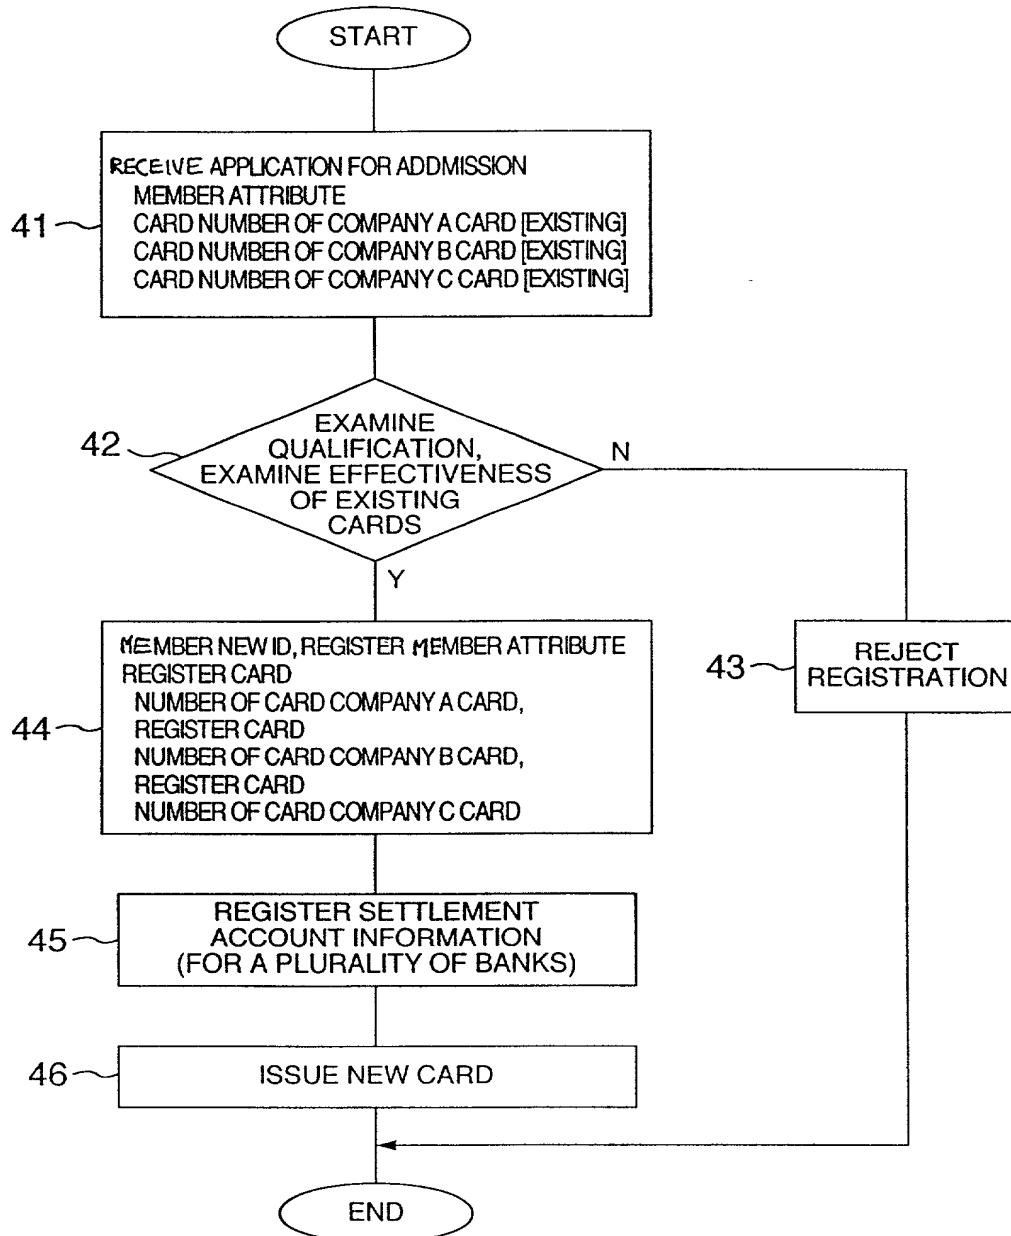 START
RECEIVE APPLICATION FOR ADDMISSION
MEMBER ATTRIBUTE
CARD NUMBER OF COMPANY A CARD [EXISTING]
CARD NUMBER OF COMPANY B CARD [EXISTING]
CARD NUMBER OF COMPANY C CARD [EXISTING]
41
EXAMINE
QUALIFICATION,
EXAMINE EFFECTIVENESS
OF EXISTING
CARDS
42
N
Y
MEMBER NEW ID, REGISTER MEMBER ATTRIBUTE
REGISTER CARD
NUMBER OF CARD COMPANY A CARD,
REGISTER CARD
NUMBER OF CARD COMPANY B CARD,
REGISTER CARD
NUMBER OF CARD COMPANY C CARD
44
REJECT
REGISTRATION
43
REGISTER SETTLEMENT
ACCOUNT INFORMATION
(FOR A PLURALITY OF BANKS)
45
ISSUE NEW CARD
46
END